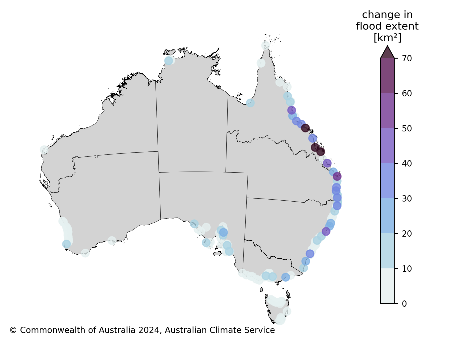 change in
flood extent
[km²]
70
60
50
40
30
20
10
0
© Commonwealth of Australia 2024, Australian Climate Service